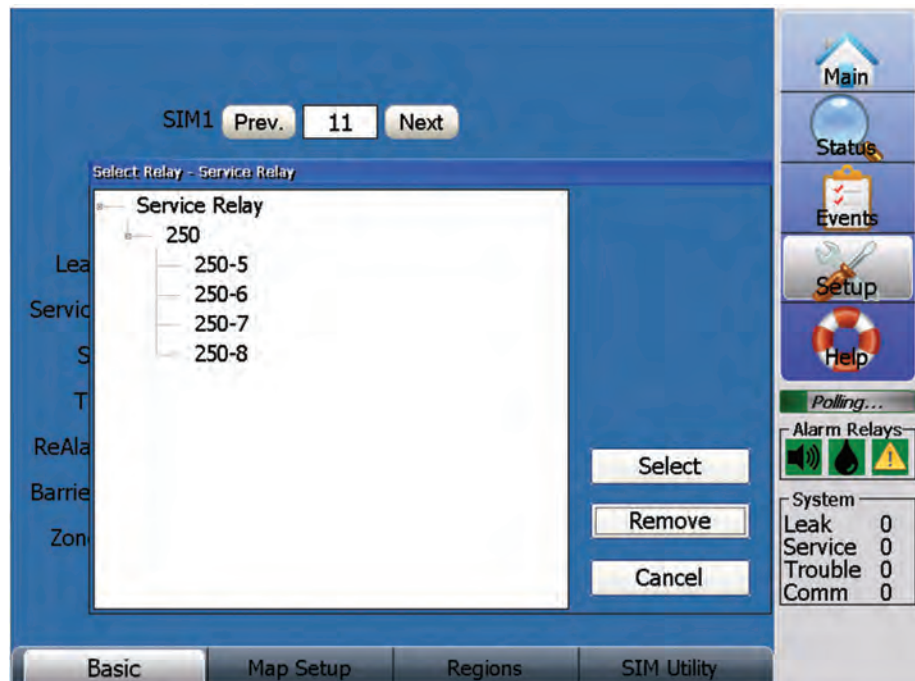 SIM1 Prev. 11 Next
Select Relay - Service Relay
Service Relay
250
250-5
250-6
250-7
250-8
Lea
Servic
S
T
ReAla
Barrie
Zon
Select
Remove
Cancel
Basic Map Setup Regions SIM Utility
Main
Status
Events
Setup
Help
Polling...
Alarm Relays
System
Leak 0
Service 0
Trouble 0
Comm 0